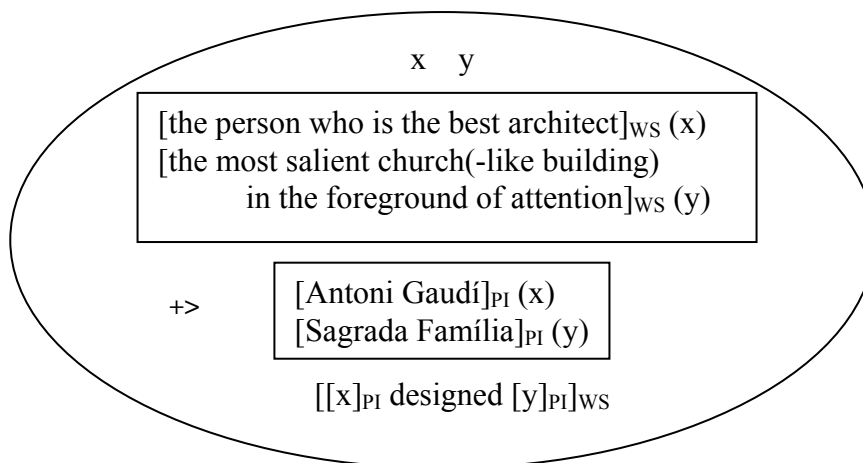 x y
[the person who is the best architect]WS (x)
[the most salient church(-like building)
in the foreground of attention]WS (y)
+> [Antoni Gaudí]PI (x)
[Sagrada Família]PI (y)
[[x]PI designed [y]PI]WS